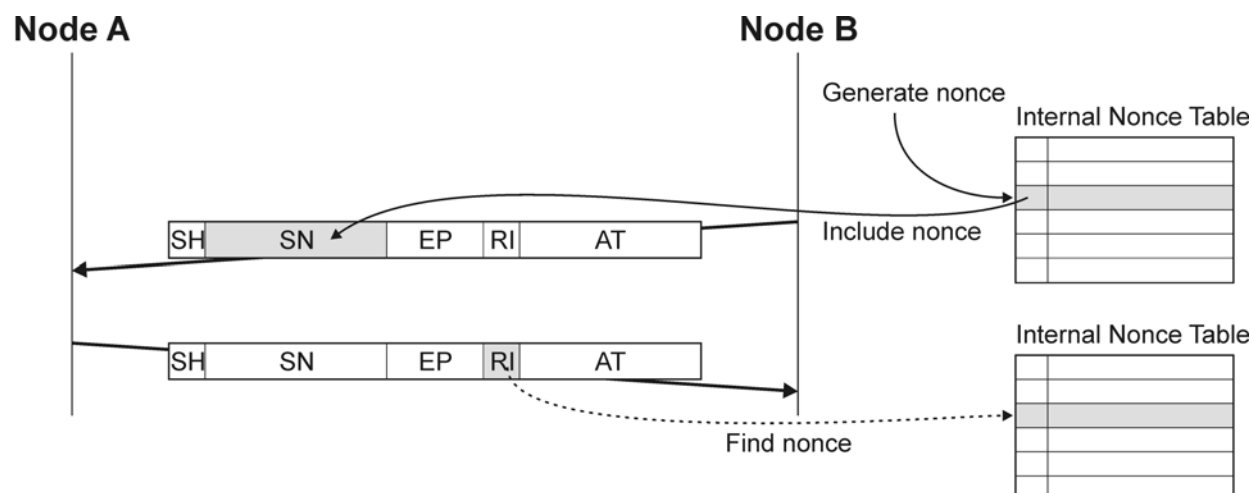 Node A
Node B
Generate nonce
Internal Nonce Table
SH SN EP RI AT
Include nonce
Internal Nonce Table
SH SN EP RI AT
Find nonce